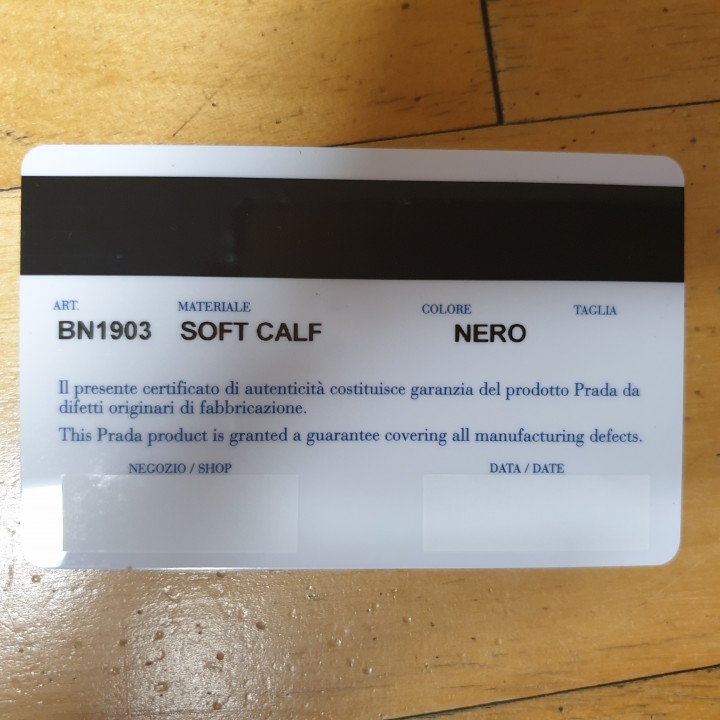 ART. MATERIALE COLORE TAGLIA
BN1903 SOFT CALF NERO
Il presente certificato di autenticità costituisce garanzia del prodotto Prada da
difetti originari di fabbricazione.
This Prada product is granted a guarantee covering all manufacturing defects.
NEGOZIO / SHOP DATA / DATE